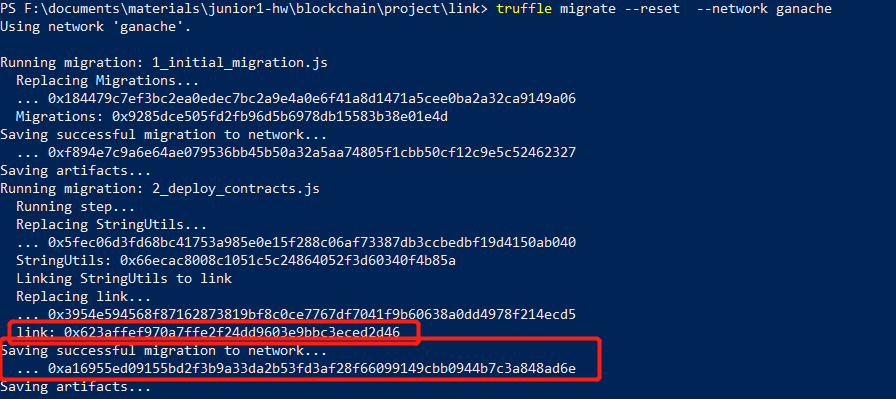 PS F:\documents\materials\junior1-hw\blockchain\project\link> truffle migrate --reset  --network ganache
Using network 'ganache'.
Running migration: 1_initial_migration.js
Replacing Migrations...
... 0x184479c7ef3bc2ea0edec7bc2a9e4a0e6f41a8d1471a5cee0ba2a32ca9149a06
Migrations: 0x9285dce505fd2fb96d5b6978db15583b38e01e4d
Saving successful migration to network...
... 0xf894e7c9a6e64ae079536bb45b50a32a5aa74805f1cbb50cf12c9e5c52462327
Saving artifacts...
Running migration: 2_deploy_contracts.js
Running step...
Replacing StringUtils...
... 0x5fec06d3fd68bc41753a985e0e15f288c06af73387db3ccbedbf19d4150ab040
StringUtils: 0x66ecac8008c1051c5c24864052f3d60340f4b85a
Linking StringUtils to link
Replacing link...
... 0x3954e594568f87162873819bf8c0ce7767df7041f9b60638a0dd4978f214ecd5
link: 0x623affef970a7ffe2f24dd9603e9bbc3eced2d46
Saving successful migration to network...
... 0xa16955ed09155bd2f3b9a33da2b53fd3af28f66099149cbb0944b7c3a848ad6e
Saving artifacts...